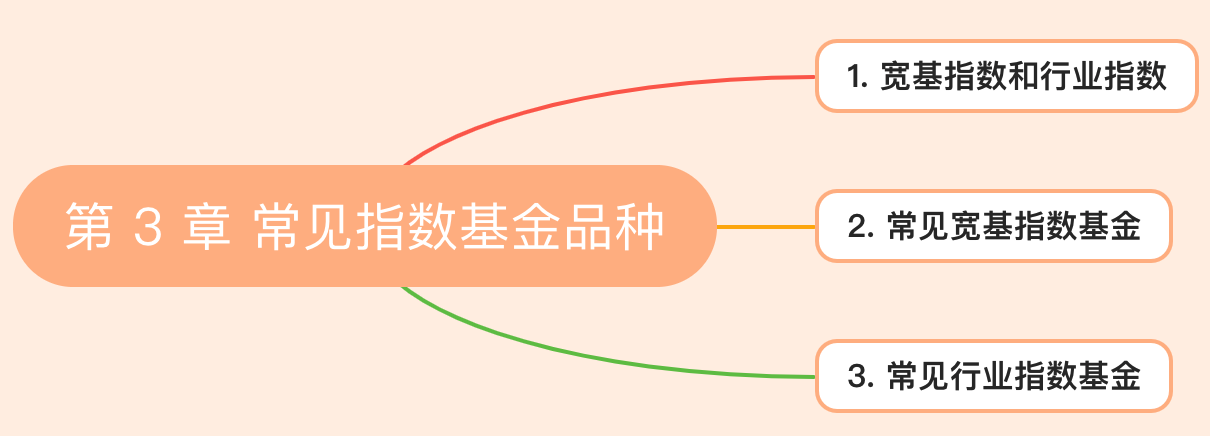 第 3 章 常见指数基金品种
1. 宽基指数和行业指数
2. 常见宽基指数基金
3. 常见行业指数基金